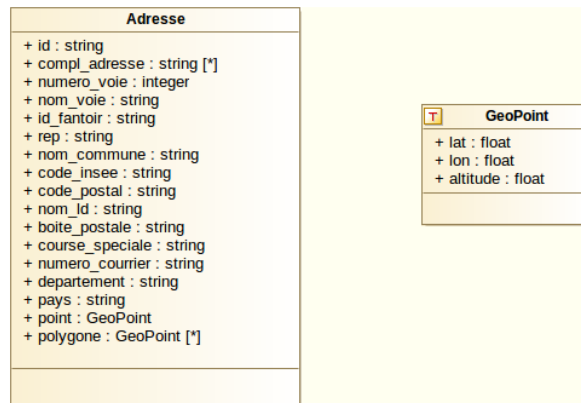 Adresse
+ id : string
+ compl_adresse : string [*]
+ numero_voie : integer
+ nom_voie : string
+ id_fantoir : string
+ rep : string
+ nom_commune : string
+ code_insee : string
+ code_postal : string
+ nom_ld : string
+ boite_postale : string
+ course_speciale : string
+ numero_courrier : string
+ departement : string
+ pays : string
+ point : GeoPoint
+ polygone : GeoPoint [*]
T GeoPoint
+ lat : float
+ lon : float
+ altitude : float